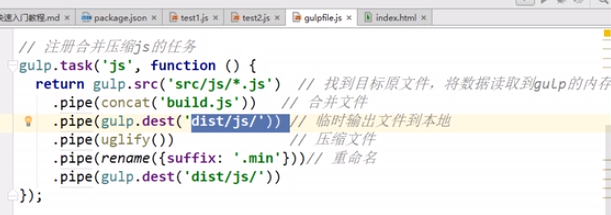 快速入门教程.md package.json test1.js test2.js gulpfile.js index.html
// 注册合并压缩js的任务
gulp.task('js', function () {
return gulp.src('src/js/*.js') // 找到目标原文件，将数据读取到gulp的内存
.pipe(concat('build.js')) // 合并文件
.pipe(gulp.dest('dist/js/')) // 临时输出文件到本地
.pipe(uglify()) // 压缩文件
.pipe(rename({suffix: '.min'}))// 重命名
.pipe(gulp.dest('dist/js/'))
});